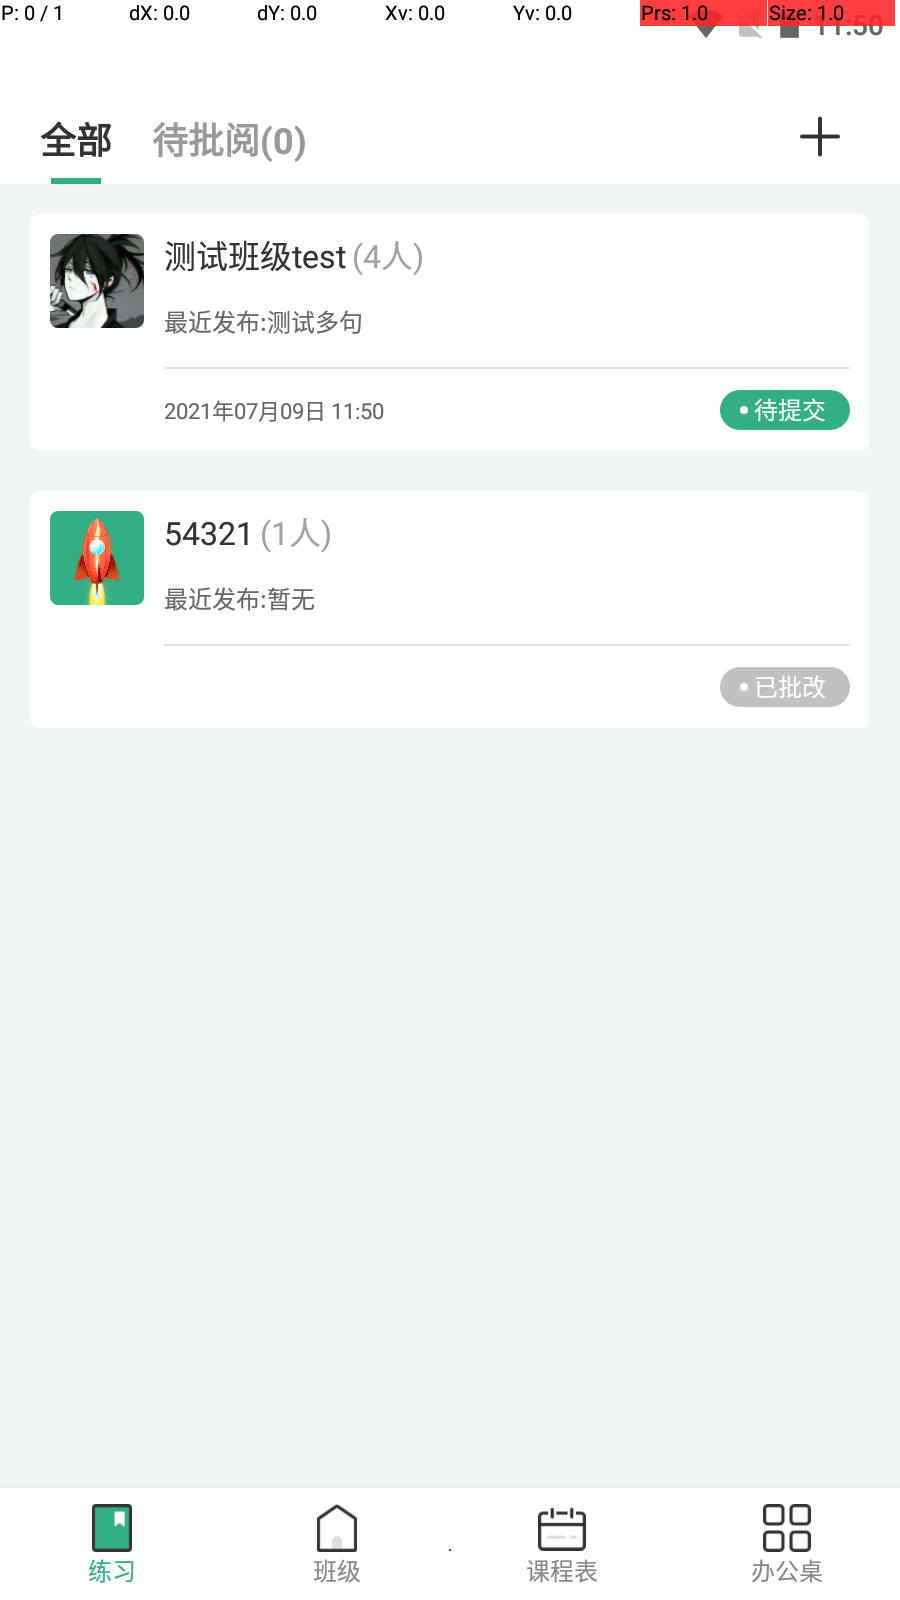 P: 0 / 1 dX: 0.0 dY: 0.0 Xv: 0.0 Yv: 0.0 Prs: 1.0 Size: 1.0
11:50
全部 待批阅(0)
测试班级test (4人)
最近发布:测试多句
2021年07月09日 11:50 待提交
54321 (1人)
最近发布:暂无
已批改
练习 班级 课程表 办公桌